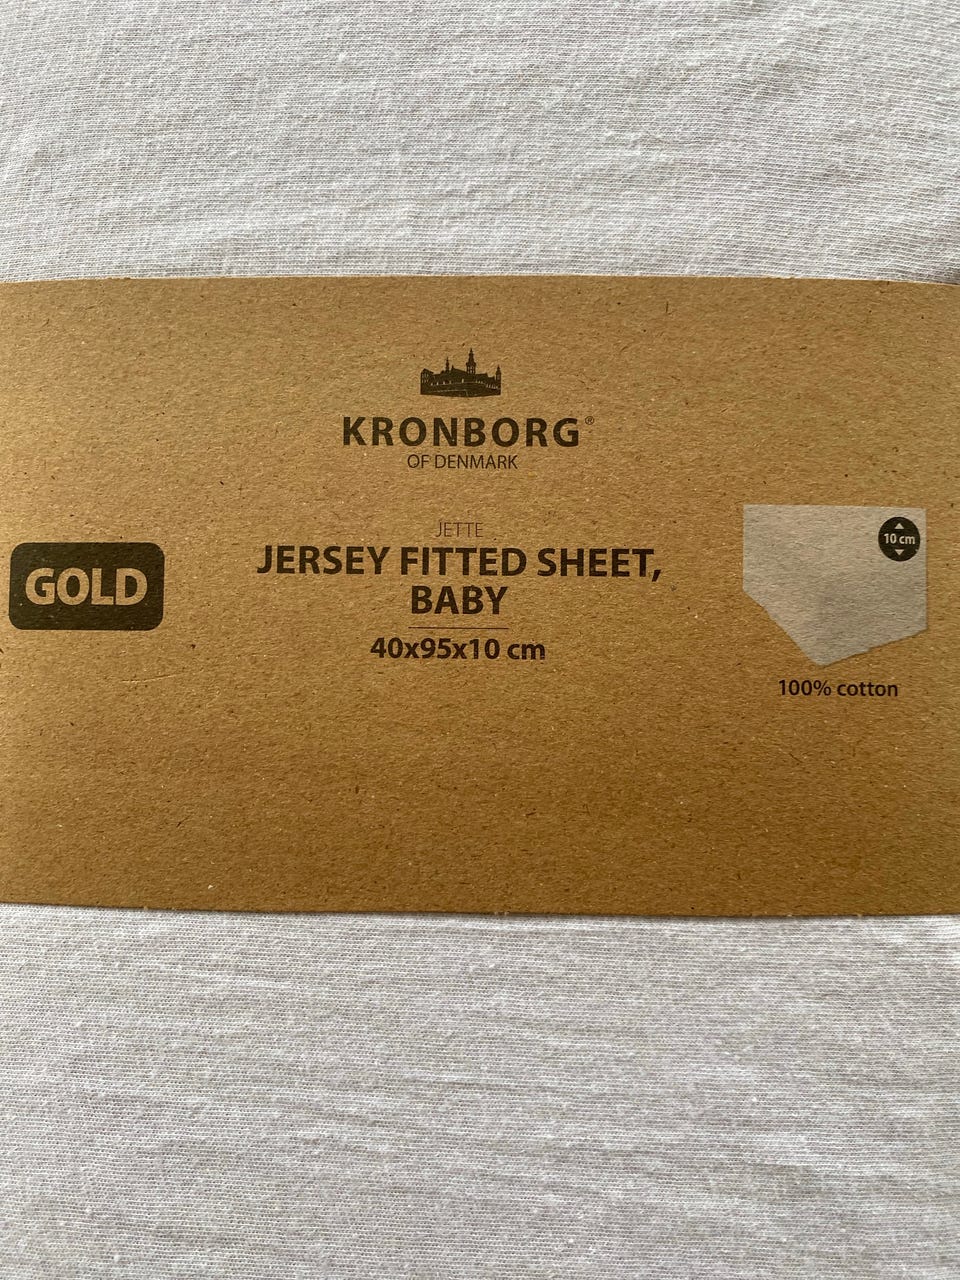 KRONBORG®
OF DENMARK
JETTE
JERSEY FITTED SHEET,
BABY
40x95x10 cm
GOLD
10 cm
100% cotton